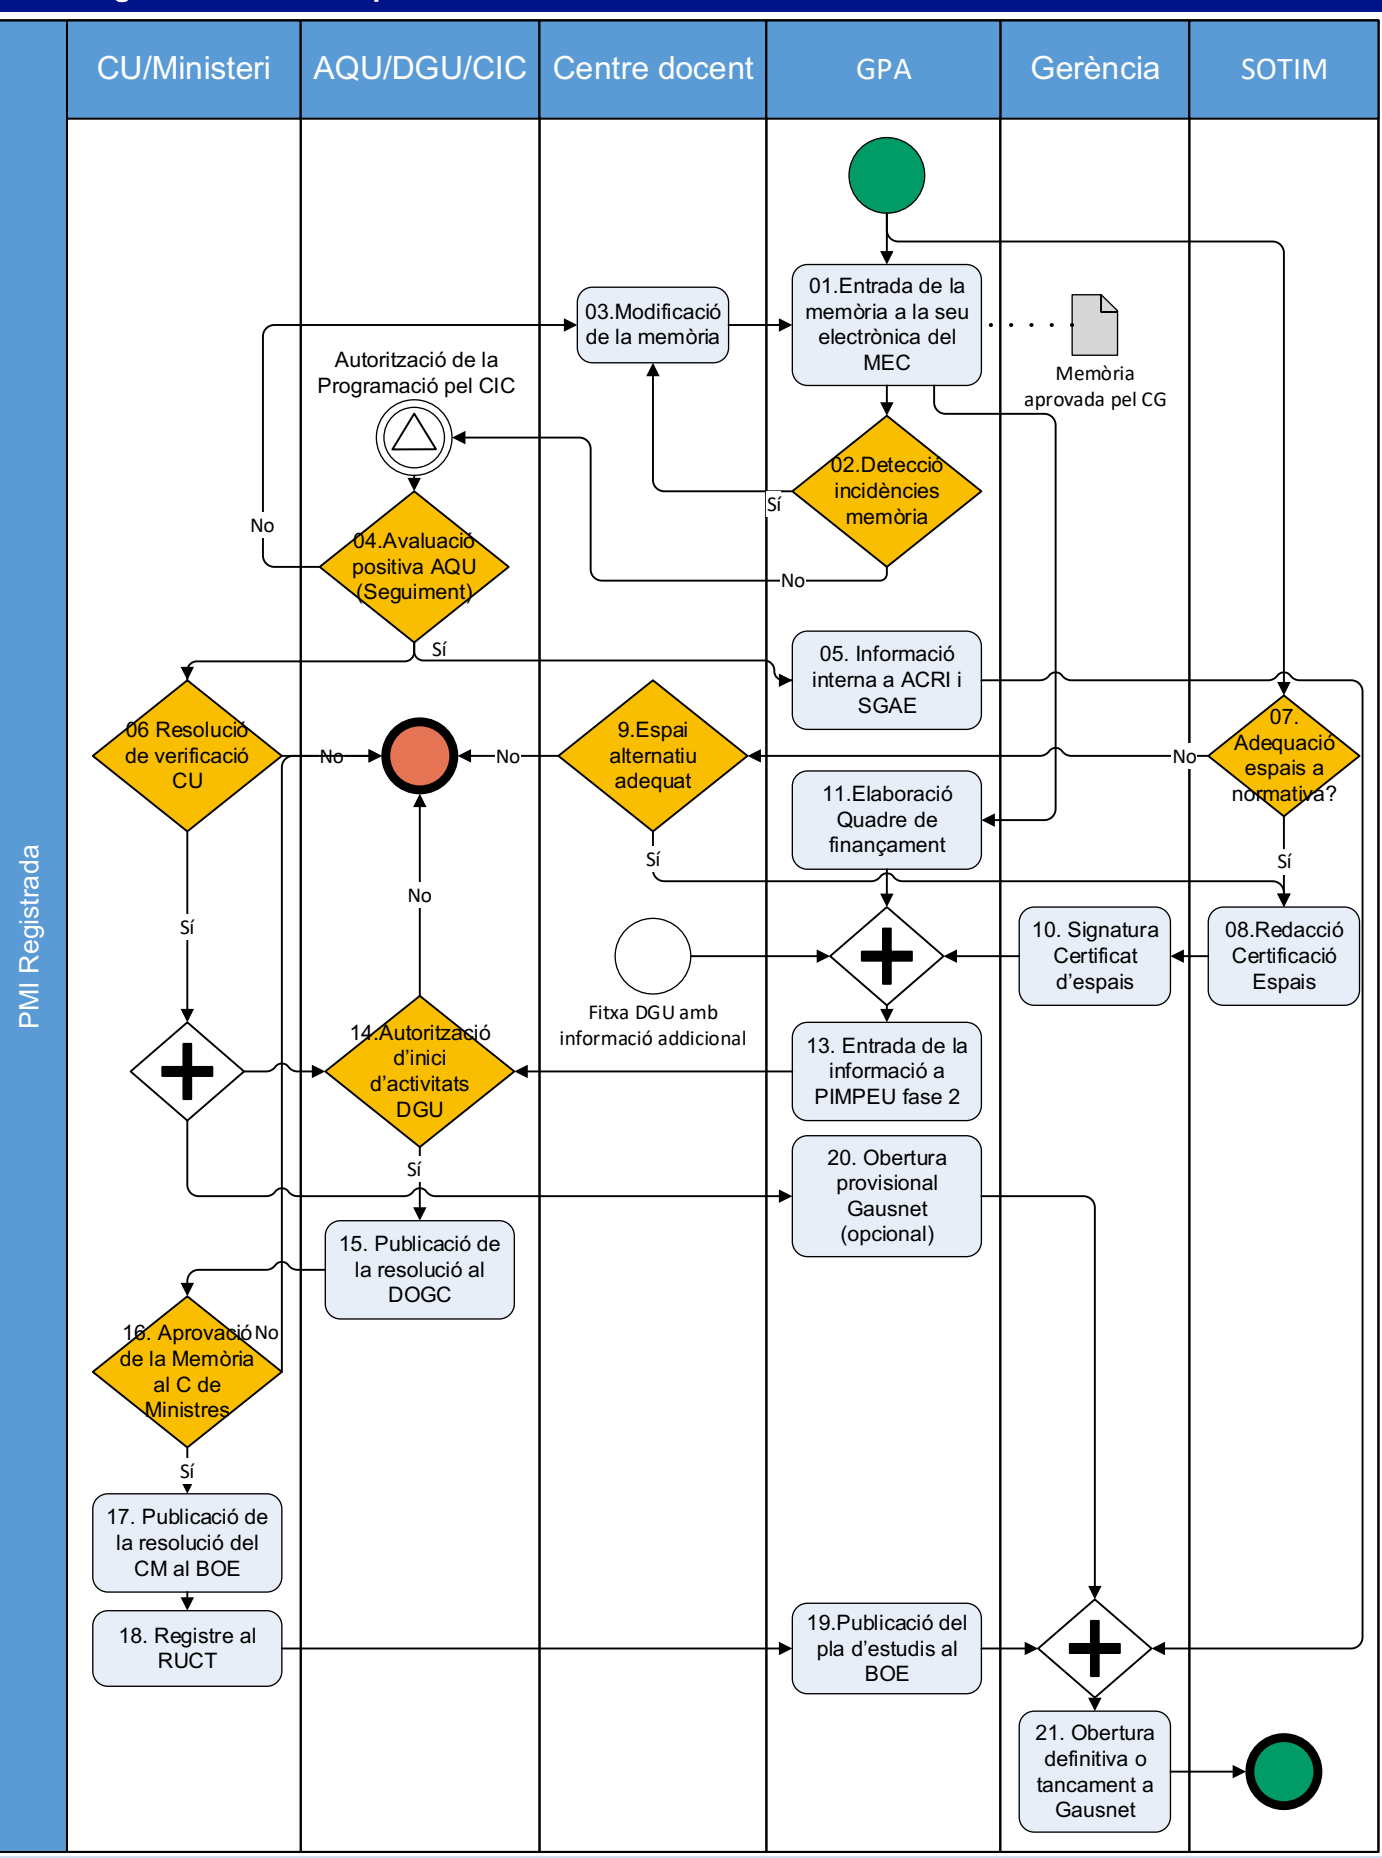 PMI Registrada
CU/Ministeri
AQU/DGU/CIC
Centre docent
GPA
Gerència
SOTIM
01.Entrada de la
memòria a la seu
electrònica del
MEC
03.Modificació
de la memòria
Memòria
aprovada pel CG
Autorització de la
Programació pel CIC
02.Detecció
incidències
memòria
Sí
No
No
04.Avaluació
positiva AQU
(Seguiment)
Sí
05. Informació
interna a ACRI i
SGAE
06 Resolució
de verificació
CU
No
No
9.Espai
alternatiu
adequat
No
07.
Adequació
espais a
normativa?
11.Elaboració
Quadre de
finançament
Sí
Sí
No
Sí
10. Signatura
Certificat
d'espais
08.Redacció
Certificació
Espais
Fitxa DGU amb
informació addicional
14.Autorització
d'inici
d'activitats
DGU
13. Entrada de la
informació a
PIMPEU fase 2
Sí
20. Obertura
provisional
Gausnet
(opcional)
15. Publicació de
la resolució al
DOGC
16. Aprovació
de la Memòria
al C de
Ministres
No
Sí
17. Publicació de
la resolució del
CM al BOE
18. Registre al
RUCT
19.Publicació del
pla d'estudis al
BOE
21. Obertura
definitiva o
tancament a
Gausnet